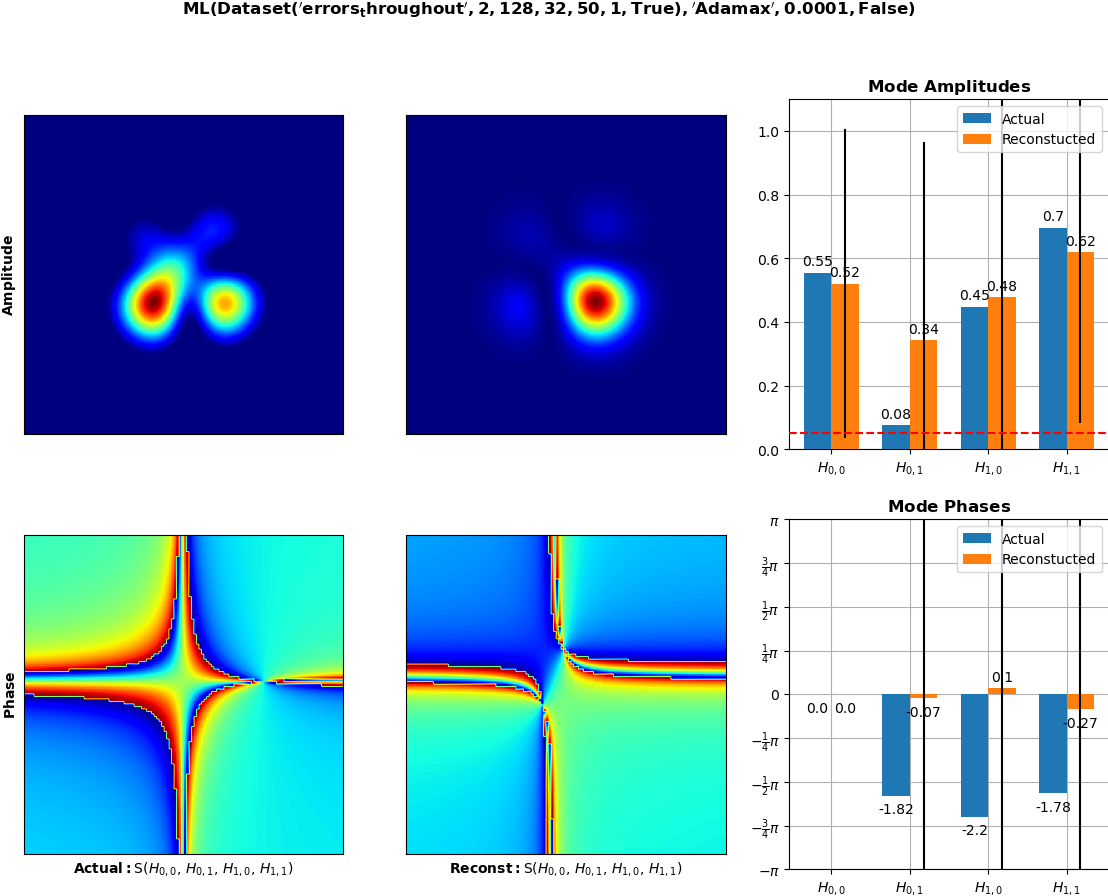 ML(Dataset('errors_throughout', 2, 128, 32, 50, 1, True), 'Adamax', 0.0001, False)
Amplitude
Mode Amplitudes
Actual
Reconstucted
1.0
0.8
0.6
0.4
0.2
0.0
0.55
0.52
0.08
0.34
0.45
0.48
0.7
0.62
H0,0
H0,1
H1,0
H1,1
Phase
Actual: S(H0,0, H0,1, H1,0, H1,1)
Reconst: S(H0,0, H0,1, H1,0, H1,1)
Mode Phases
Actual
Reconstucted
π
3/4π
1/2π
1/4π
0
−1/4π
−1/2π
−3/4π
−π
0.0
0.0
-1.82
-0.07
-2.2
0.1
-1.78
-0.27
H0,0
H0,1
H1,0
H1,1